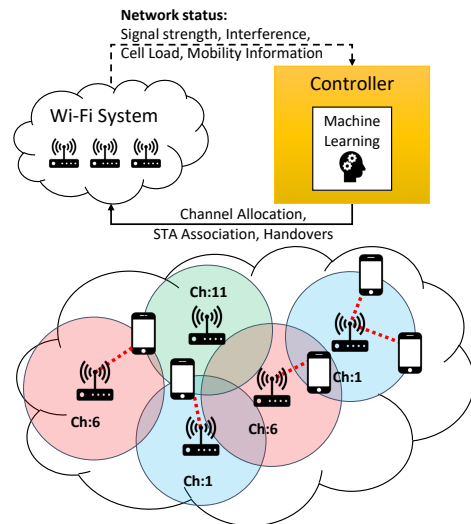 Network status:
Signal strength, Interference,
Cell Load, Mobility Information
Controller
Wi-Fi System
Machine
Learning
Channel Allocation,
STA Association, Handovers
Ch:11
Ch:1
Ch:6
Ch:6
Ch:1